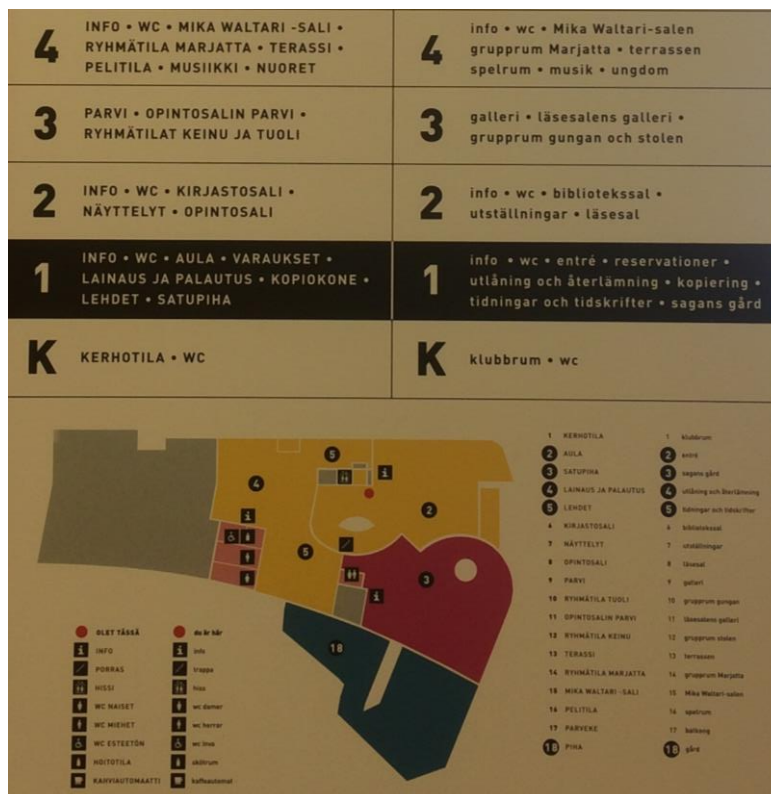 4
INFO • WC • MIKA WALTARI -SALI •
RYHMÄTILA MARJATTA • TERASSI •
PELITILA • MUSIIKKI • NUORET
4
info • wc • Mika Waltari-salen
grupprum Marjatta • terrassen
spelrum • musik • ungdom
3
PARVI • OPINTOSALIN PARVI •
RYHMÄTILAT KEINU JA TUOLI
3
galleri • läsesalens galleri •
grupprum gungan och stolen
2
INFO • WC • KIRJASTOSALI •
NÄYTTELYT • OPINTOSALI
2
info • wc • bibliotekssal •
utställningar • läsesal
1
INFO • WC • AULA • VARAUKSET •
LAINAUS JA PALAUTUS • KOPIOKONE •
LEHDET • SATUPIHA
1
info • wc • entré • reservationer •
utlåning och återlämning • kopiering •
tidningar och tidskrifter • sagans gård
K
KERHOTILA • WC
K
klubbrum • wc
5
4
2
5
3
18
OLET TÄSSÄ
INFO
PORRAS
HISSI
WC NAISET
WC MIEHET
WC ESTEETÖN
HOITOTILA
KAHVIAUTOMAATTI
du är här
info
trappa
hiss
wc damer
wc herrar
wc inva
skötrum
kaffeautomat
1 KERHOTILA
2 AULA
3 SATUPIHA
4 LAINAUS JA PALAUTUS
5 LEHDET
6 KIRJASTOSALI
7 NÄYTTELYT
8 OPINTOSALI
9 PARVI
10 RYHMÄTILA TUOLI
11 OPINTOSALIN PARVI
12 RYHMÄTILA KEINU
13 TERASSI
14 RYHMÄTILA MARJATTA
15 MIKA WALTARI -SALI
16 PELITILA
17 PARVEKE
18 PIHA
1 klubbrum
2 entré
3 sagans gård
4 utlåning och återlämning
5 tidningar och tidskrifter
6 bibliotekssal
7 utställningar
8 läsesal
9 galleri
10 grupprum gungan
11 läsesalens galleri
12 grupprum stolen
13 terrassen
14 grupprum Marjatta
15 Mika Waltari-salen
16 spelrum
17 balkong
18 gård